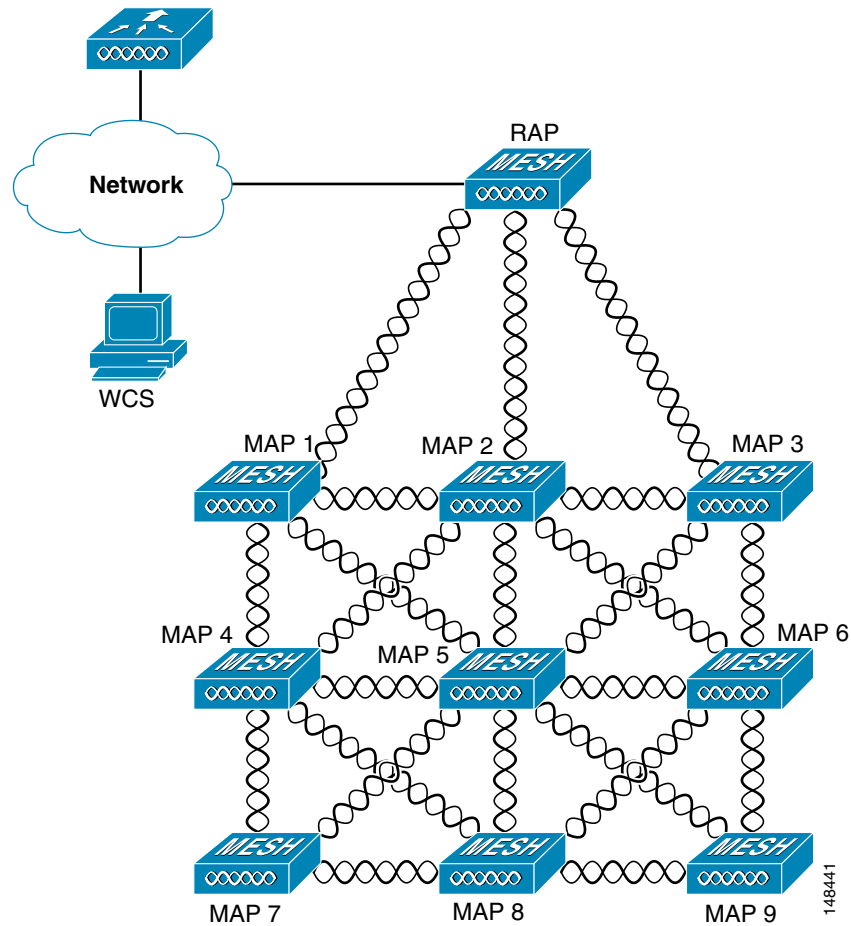 RAP
MESH
Network
WCS
MAP 1
MAP 2
MAP 3
MESH
MESH
MESH
MAP 4
MAP 5
MAP 6
MESH
MESH
MESH
MESH
MESH
MESH
MAP 7
MAP 8
MAP 9
148441